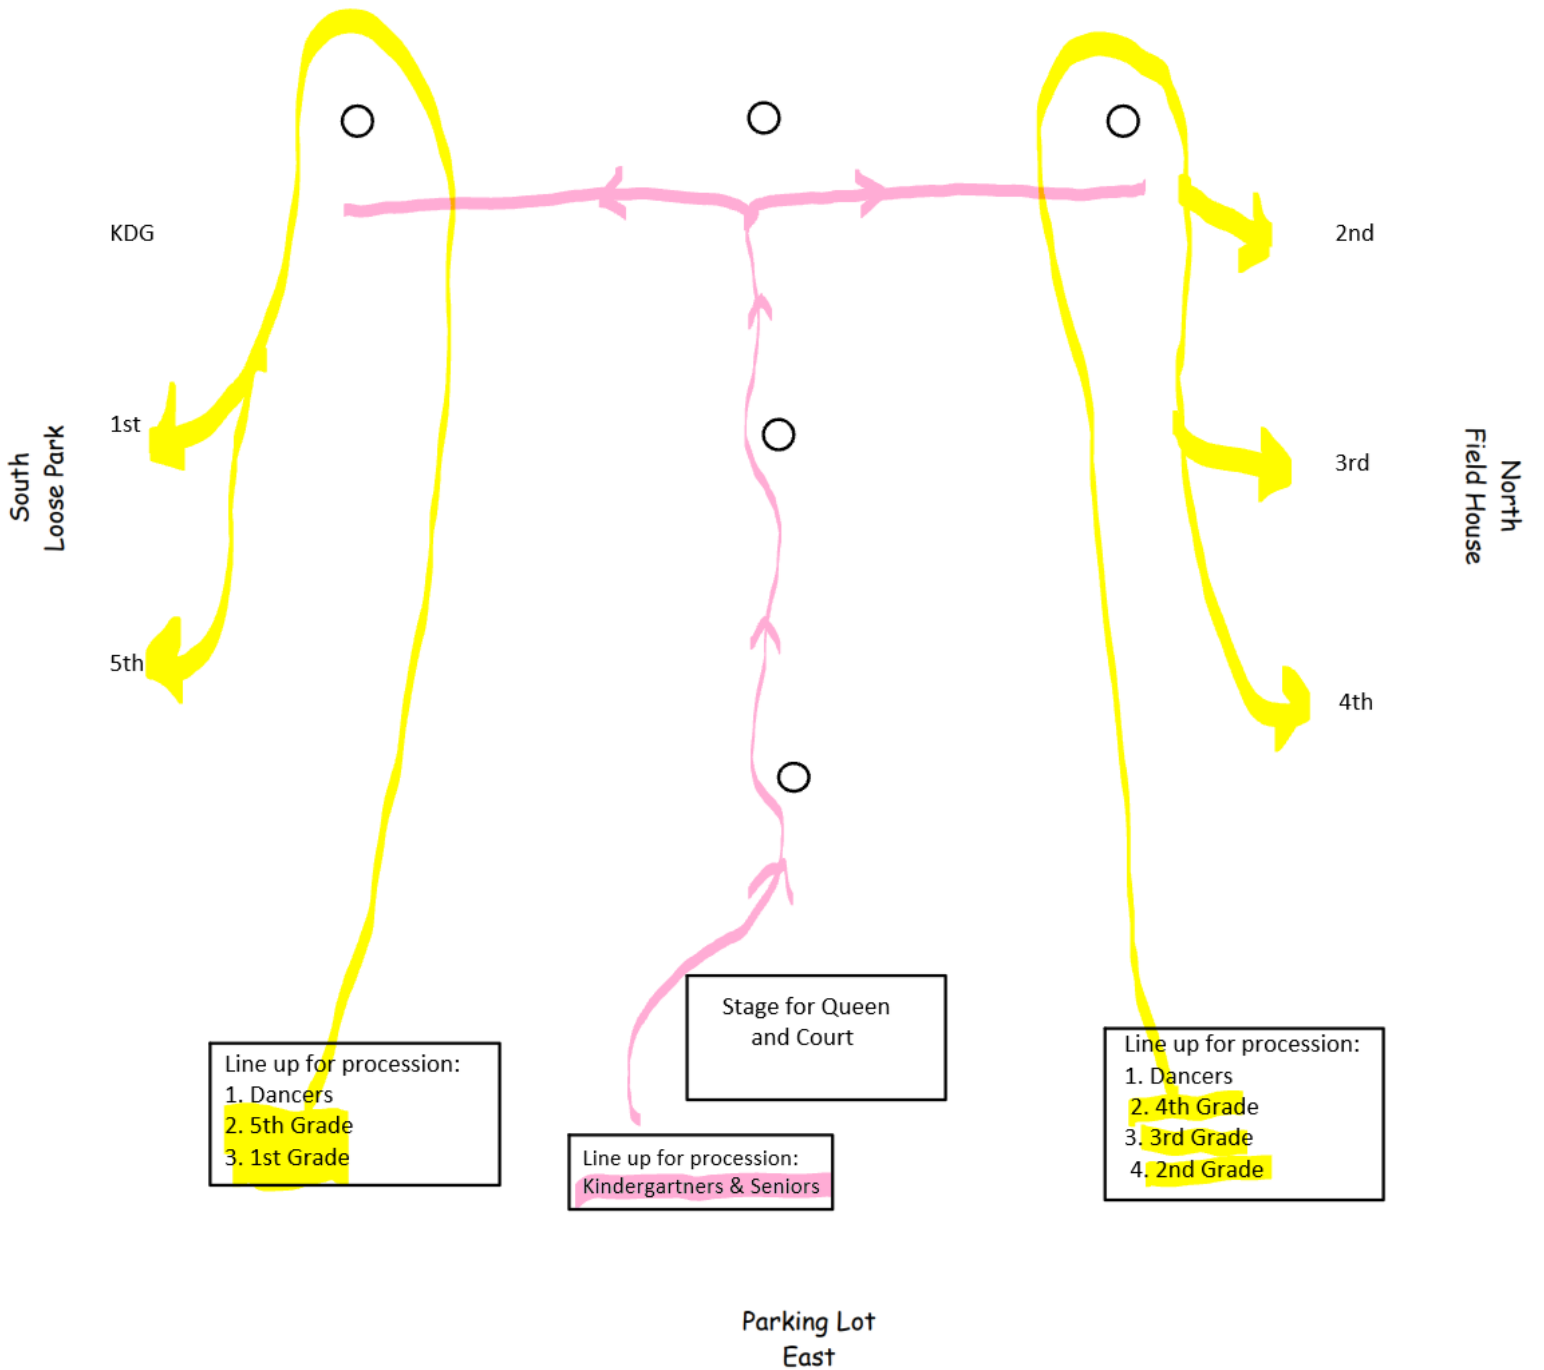 KDG
2nd
1st
3rd
South
Loose Park
North
Field House
5th
4th
Stage for Queen
and Court
Line up for procession:
1. Dancers
2. 5th Grade
3. 1st Grade
Line up for procession:
Kindergartners & Seniors
Line up for procession:
1. Dancers
2. 4th Grade
3. 3rd Grade
4. 2nd Grade
Parking Lot
East